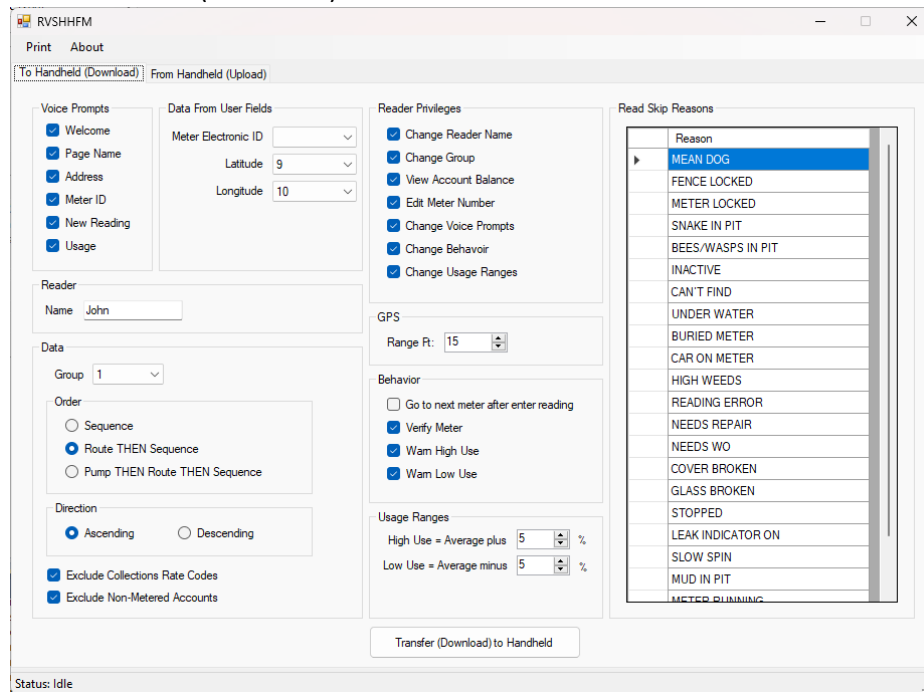 RVSHHFM
Print About
To Handheld (Download) From Handheld (Upload)
Voice Prompts
Welcome
Page Name
Address
Meter ID
New Reading
Usage
Data From User Fields
Meter Electronic ID
Latitude 9
Longitude 10
Reader
Name John
Data
Group 1
Order
Sequence
Route THEN Sequence
Pump THEN Route THEN Sequence
Direction
Ascending Descending
Exclude Collections Rate Codes
Exclude Non-Metered Accounts
Reader Privileges
Change Reader Name
Change Group
View Account Balance
Edit Meter Number
Change Voice Prompts
Change Behavoir
Change Usage Ranges
GPS
Range Ft: 15
Behavior
Go to next meter after enter reading
Verify Meter
Warn High Use
Warn Low Use
Usage Ranges
High Use = Average plus 5 %
Low Use = Average minus 5 %
Read Skip Reasons
Reason
MEAN DOG
FENCE LOCKED
METER LOCKED
SNAKE IN PIT
BEES/WASPS IN PIT
INACTIVE
CAN'T FIND
UNDER WATER
BURIED METER
CAR ON METER
HIGH WEEDS
READING ERROR
NEEDS REPAIR
NEEDS WO
COVER BROKEN
GLASS BROKEN
STOPPED
LEAK INDICATOR ON
SLOW SPIN
MUD IN PIT
METER RUNNING
Transfer (Download) to Handheld
Status: Idle